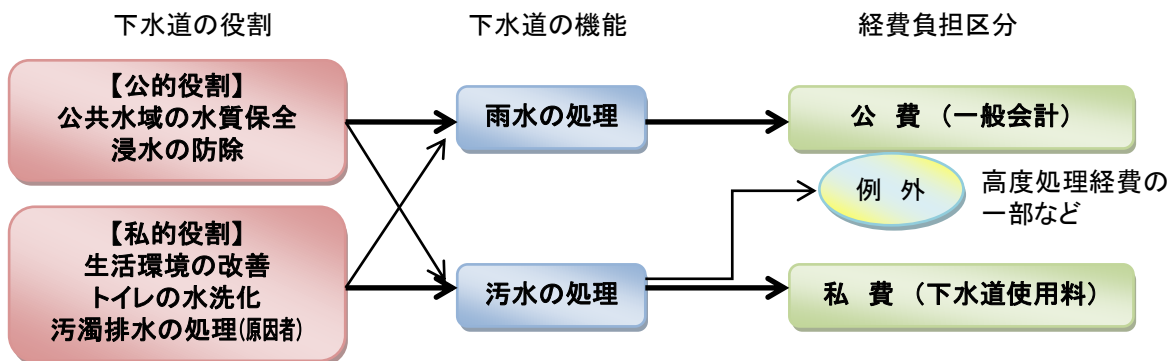 下水道の役割
下水道の機能
経費負担区分
【公的役割】
公共水域の水質保全
浸水の防除
雨水の処理
公 費 （一般会計）
例 外
高度処理経費の
一部など
【私的役割】
生活環境の改善
トイレの水洗化
汚濁排水の処理(原因者)
汚水の処理
私 費 （下水道使用料）